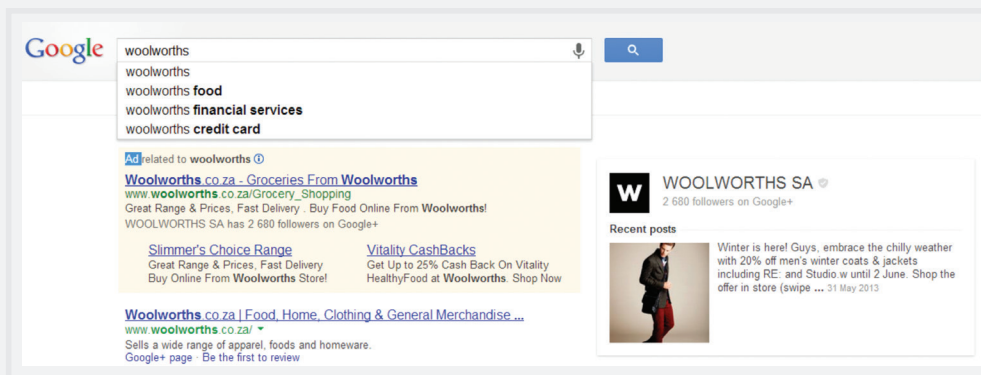 Google
woolworths
woolworths
woolworths food
woolworths financial services
woolworths credit card
Ad related to woolworths
Woolworths.co.za - Groceries From Woolworths
www.woolworths.co.za/Grocery_Shopping
Great Range & Prices, Fast Delivery . Buy Food Online From Woolworths!
WOOLWORTHS SA has 2 680 followers on Google+
Slimmer's Choice Range
Great Range & Prices, Fast Delivery
Buy Online From Woolworths Store!
Vitality CashBacks
Get Up to 25% Cash Back On Vitality
HealthyFood at Woolworths. Shop Now
Woolworths.co.za | Food, Home, Clothing & General Merchandise ...
www.woolworths.co.za/
Sells a wide range of apparel, foods and homeware.
Google+ page · Be the first to review
W
WOOLWORTHS SA
2 680 followers on Google+
Recent posts
Winter is here! Guys, embrace the chilly weather
with 20% off men's winter coats & jackets
including RE: and Studio.w until 2 June. Shop the
offer in store (swipe ... 31 May 2013